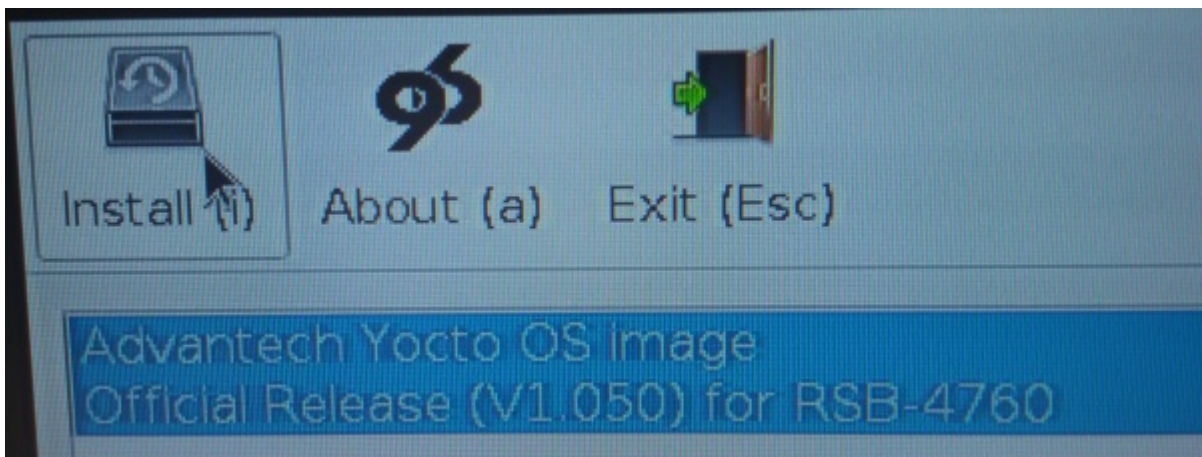 Install (i) About (a) Exit (Esc)
Advantech Yocto OS image
Official Release (V1.050) for RSB-4760